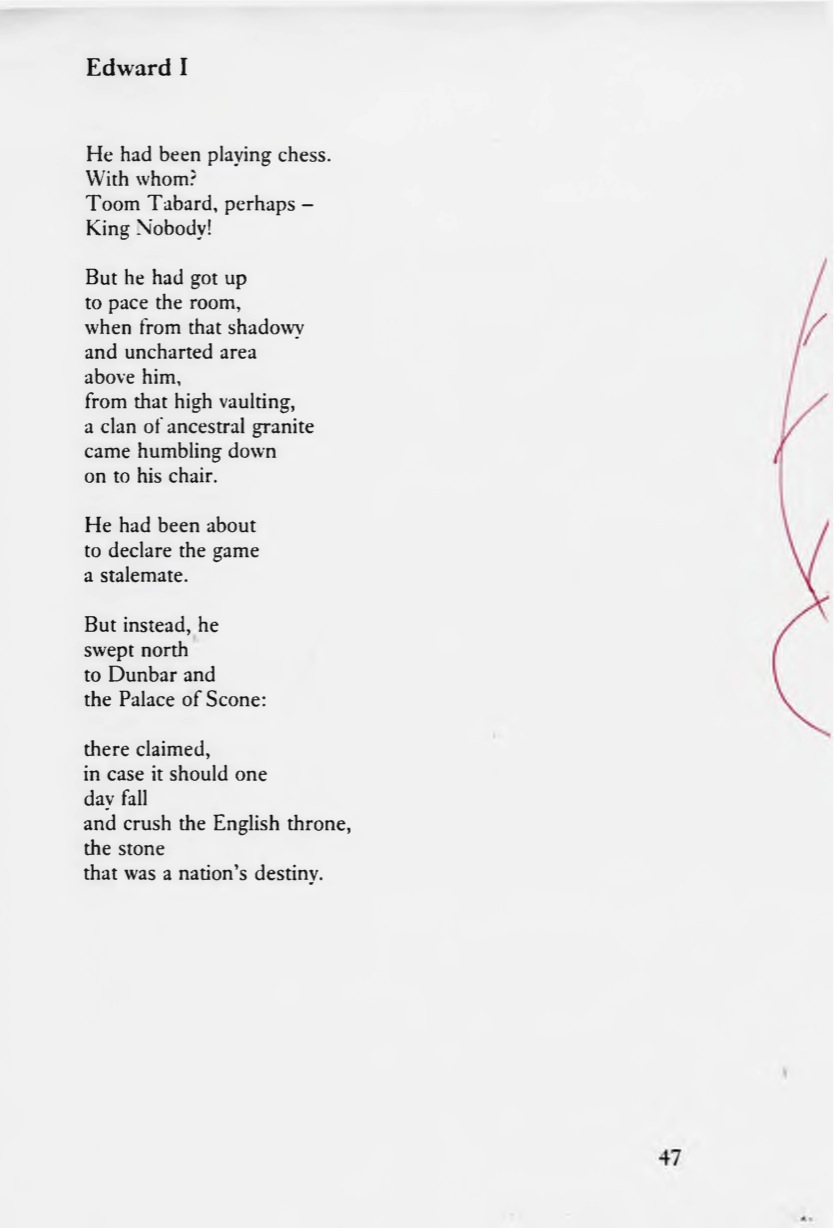 Edward I
He had been playing chess.
With whom?
Toom Tabard, perhaps –
King Nobody!
But he had got up
to pace the room,
when from that shadowy
and uncharted area
above him,
from that high vaulting,
a clan of ancestral granite
came humbling down
on to his chair.
He had been about
to declare the game
a stalemate.
But instead, he
swept north
to Dunbar and
the Palace of Scone:
there claimed,
in case it should one
day fall
and crush the English throne,
the stone
that was a nation's destiny.
47